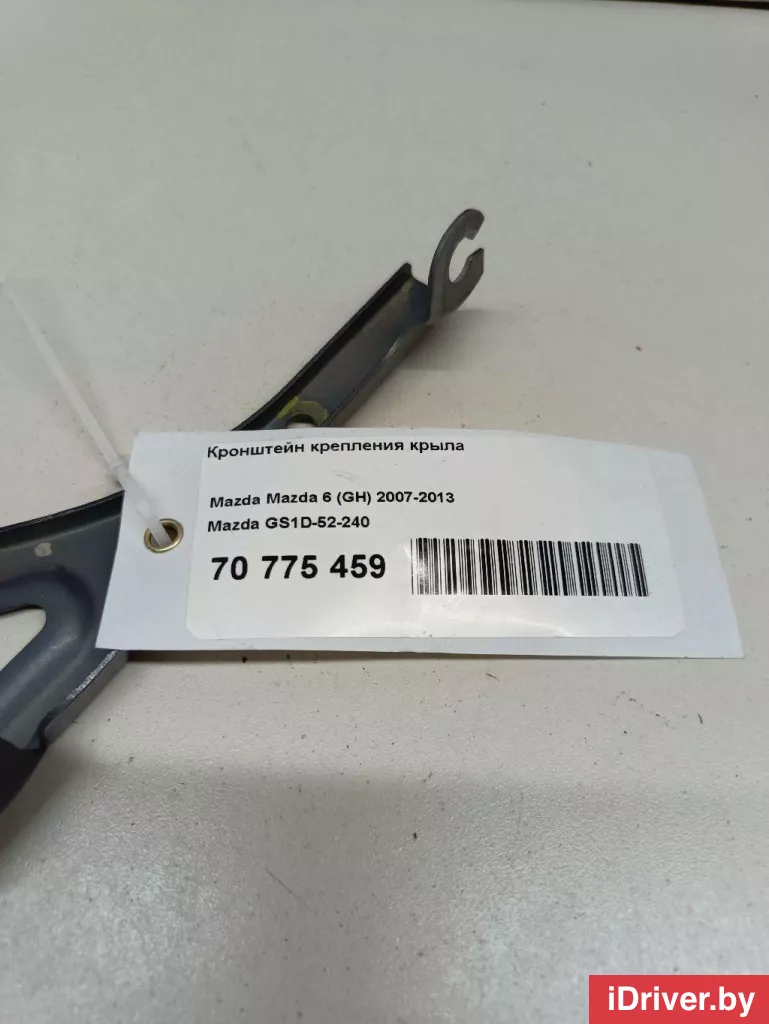 Кронштейн крепления крыла
Mazda Mazda 6 (GH) 2007-2013
Mazda GS1D-52-240
70 775 459
iDriver.by